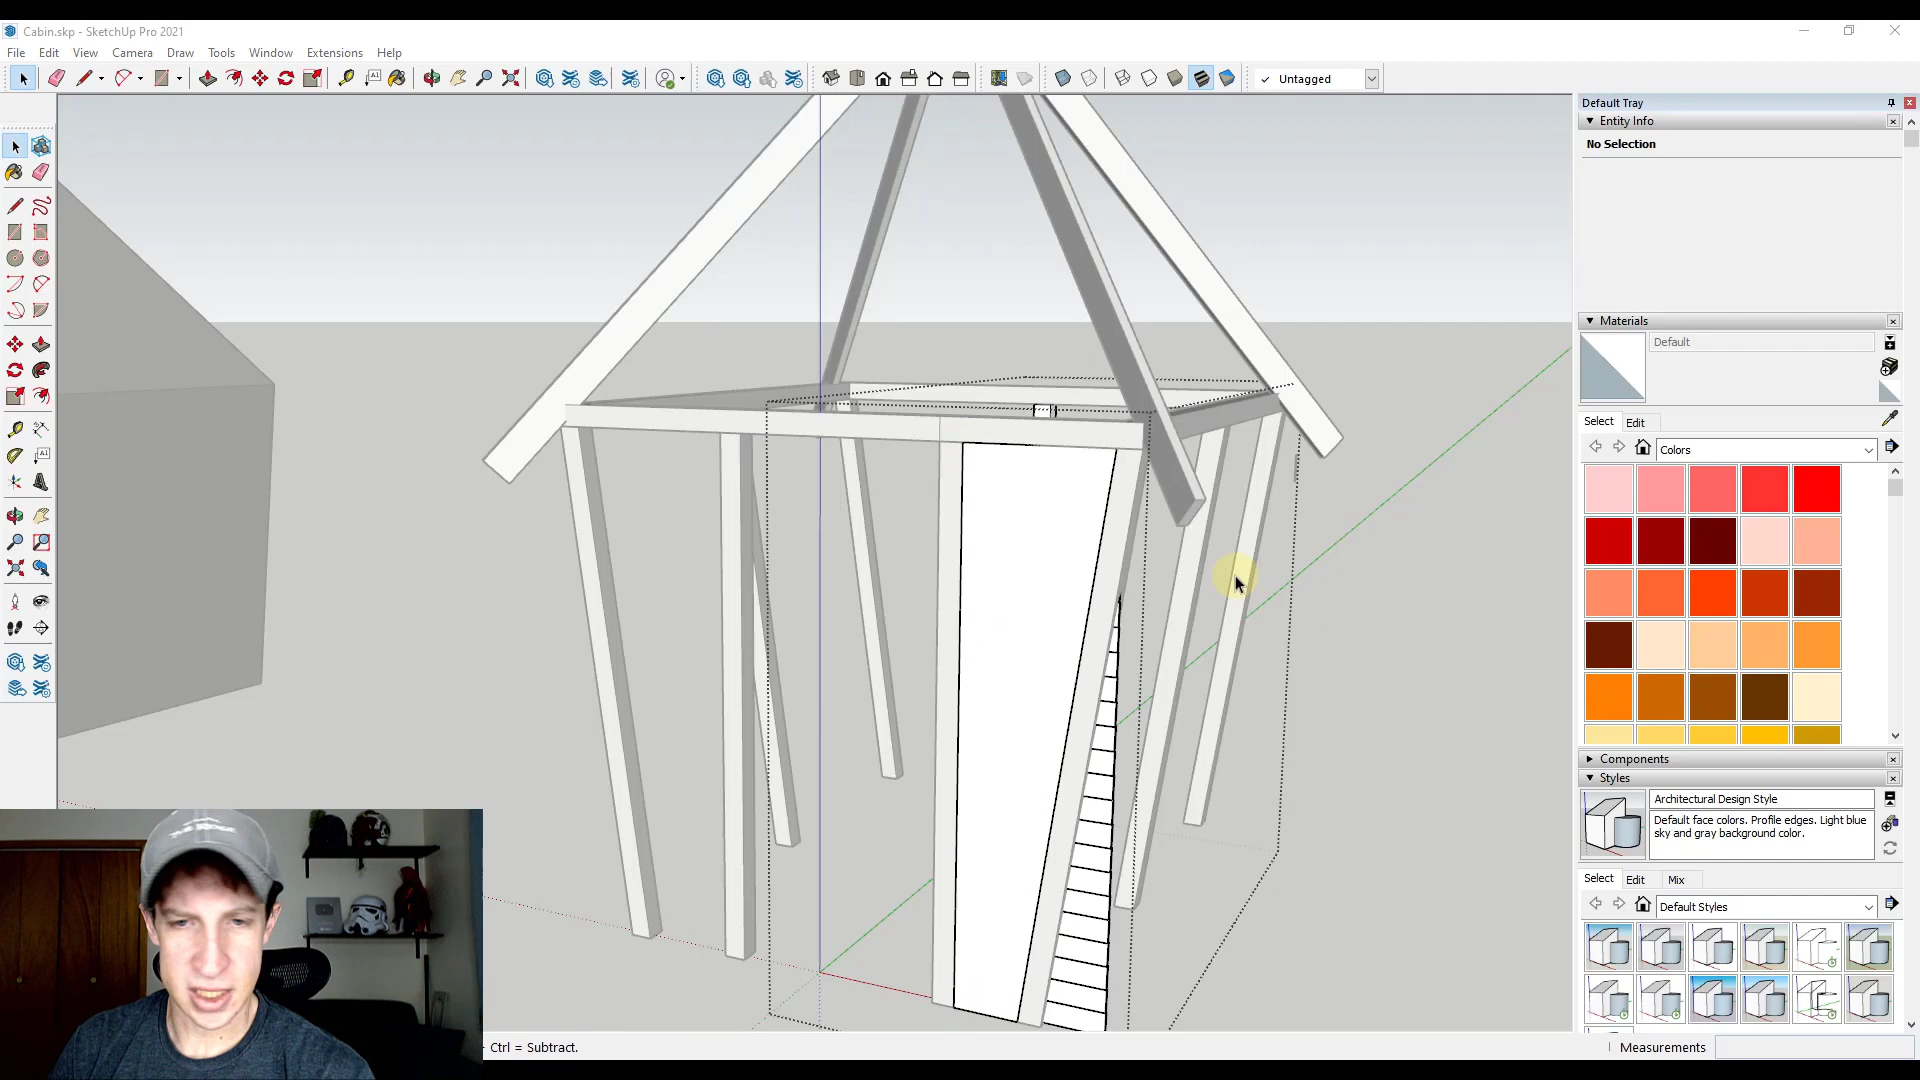 Cabin.skp - SketchUp Pro 2021
File Edit View Camera Draw Tools Window Extensions Help
Untagged
Default Tray
Entity Info
No Selection
Materials
Default
Select Edit
Colors
Components
Styles
Architectural Design Style
Default face colors. Profile edges. Light blue
sky and gray background color.
Select Edit Mix
Default Styles
Ctrl = Subtract.
Measurements